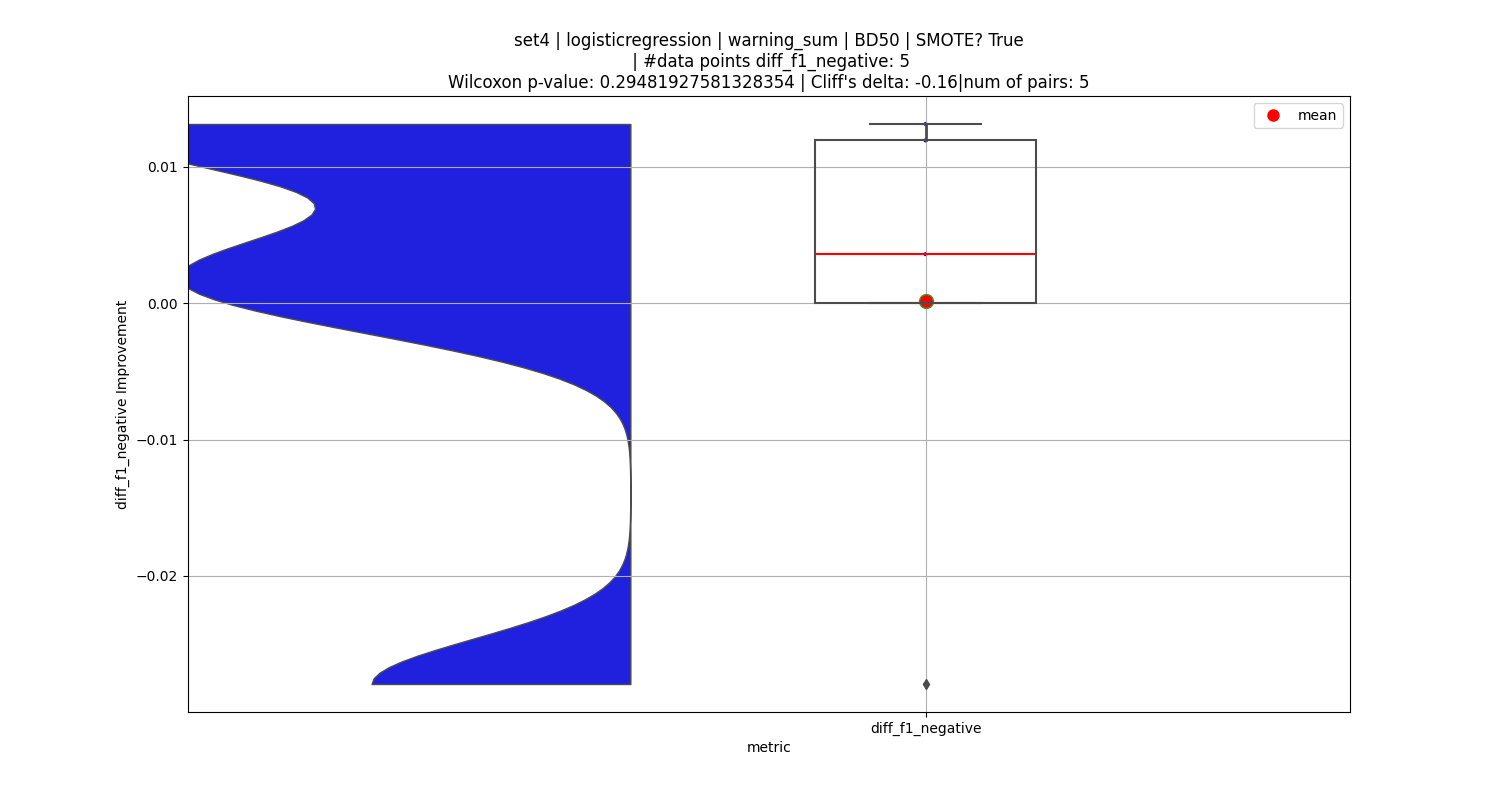 set4 | logisticregression | warning_sum | BD50 | SMOTE? True
| #data points diff_f1_negative: 5
Wilcoxon p-value: 0.29481927581328354 | Cliff's delta: -0.16|num of pairs: 5
mean
0.01
0.00
−0.01
−0.02
diff_f1_negative Improvement
diff_f1_negative
metric